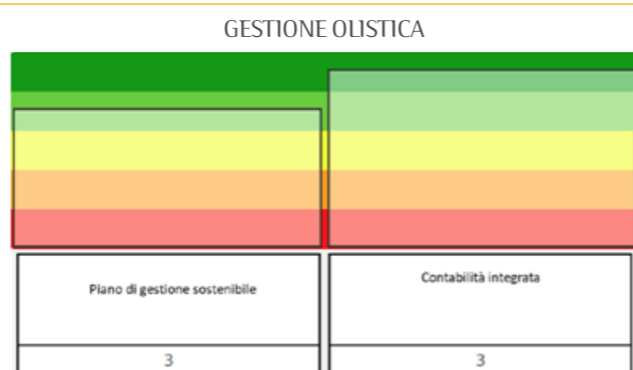 GESTIONE OLISTICA
Piano di gestione sostenibile
Contabilità integrata
3
3